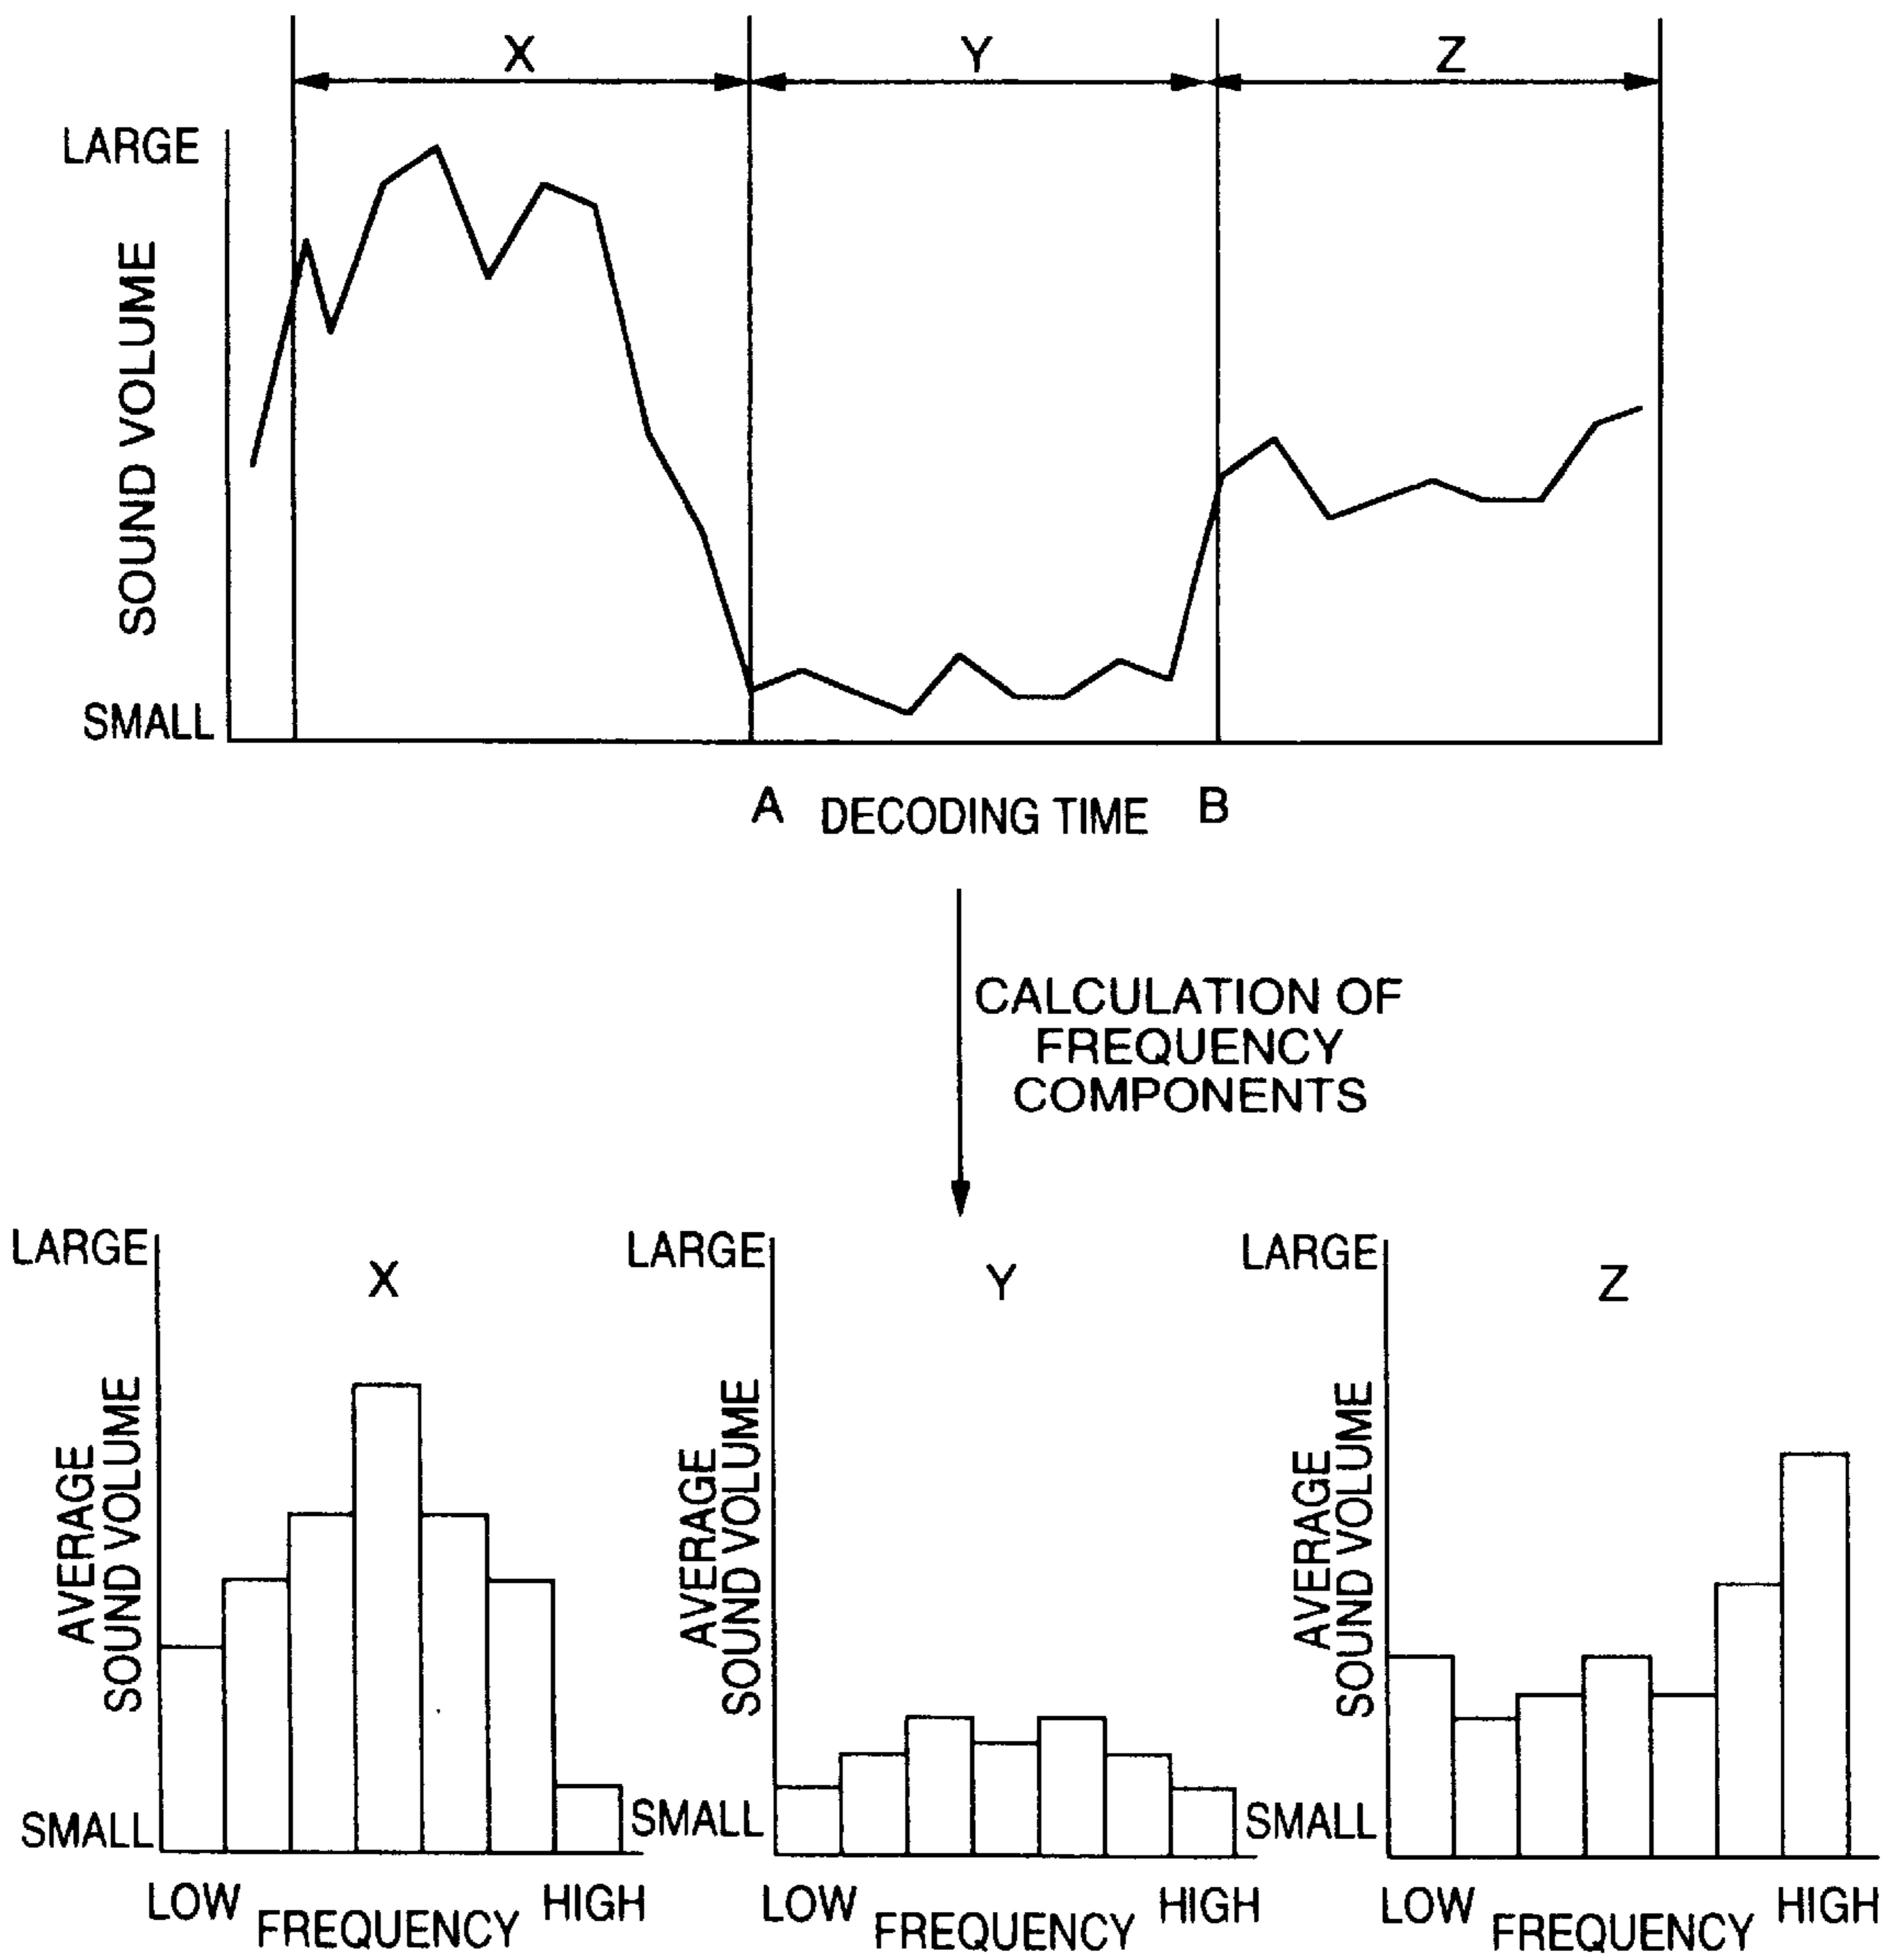 X
Y
Z
LARGE
SOUND VOLUME
SMALL
A
DECODING TIME
B
CALCULATION OF
FREQUENCY
COMPONENTS
LARGE
X
AVERAGE
SOUND VOLUME
SMALL
LOW
FREQUENCY
HIGH
LARGE
Y
AVERAGE
SOUND VOLUME
SMALL
LOW
FREQUENCY
HIGH
LARGE
Z
AVERAGE
SOUND VOLUME
SMALL
LOW
FREQUENCY
HIGH